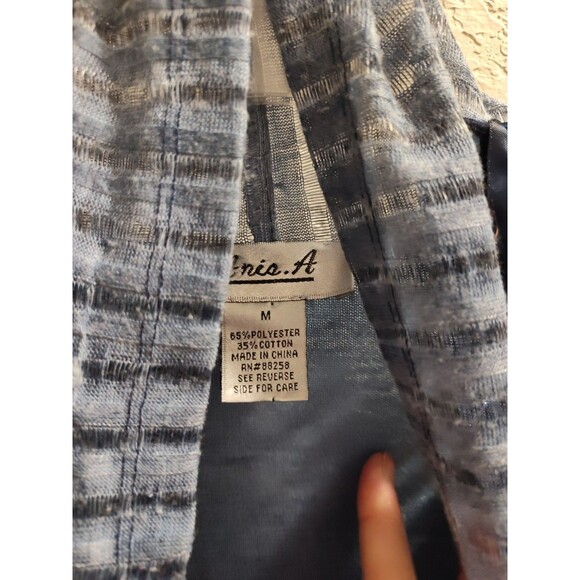 M
65%POLYESTER
35%COTTON
MADE IN CHINA
RN#88258
SEE REVERSE
SIDE FOR CARE